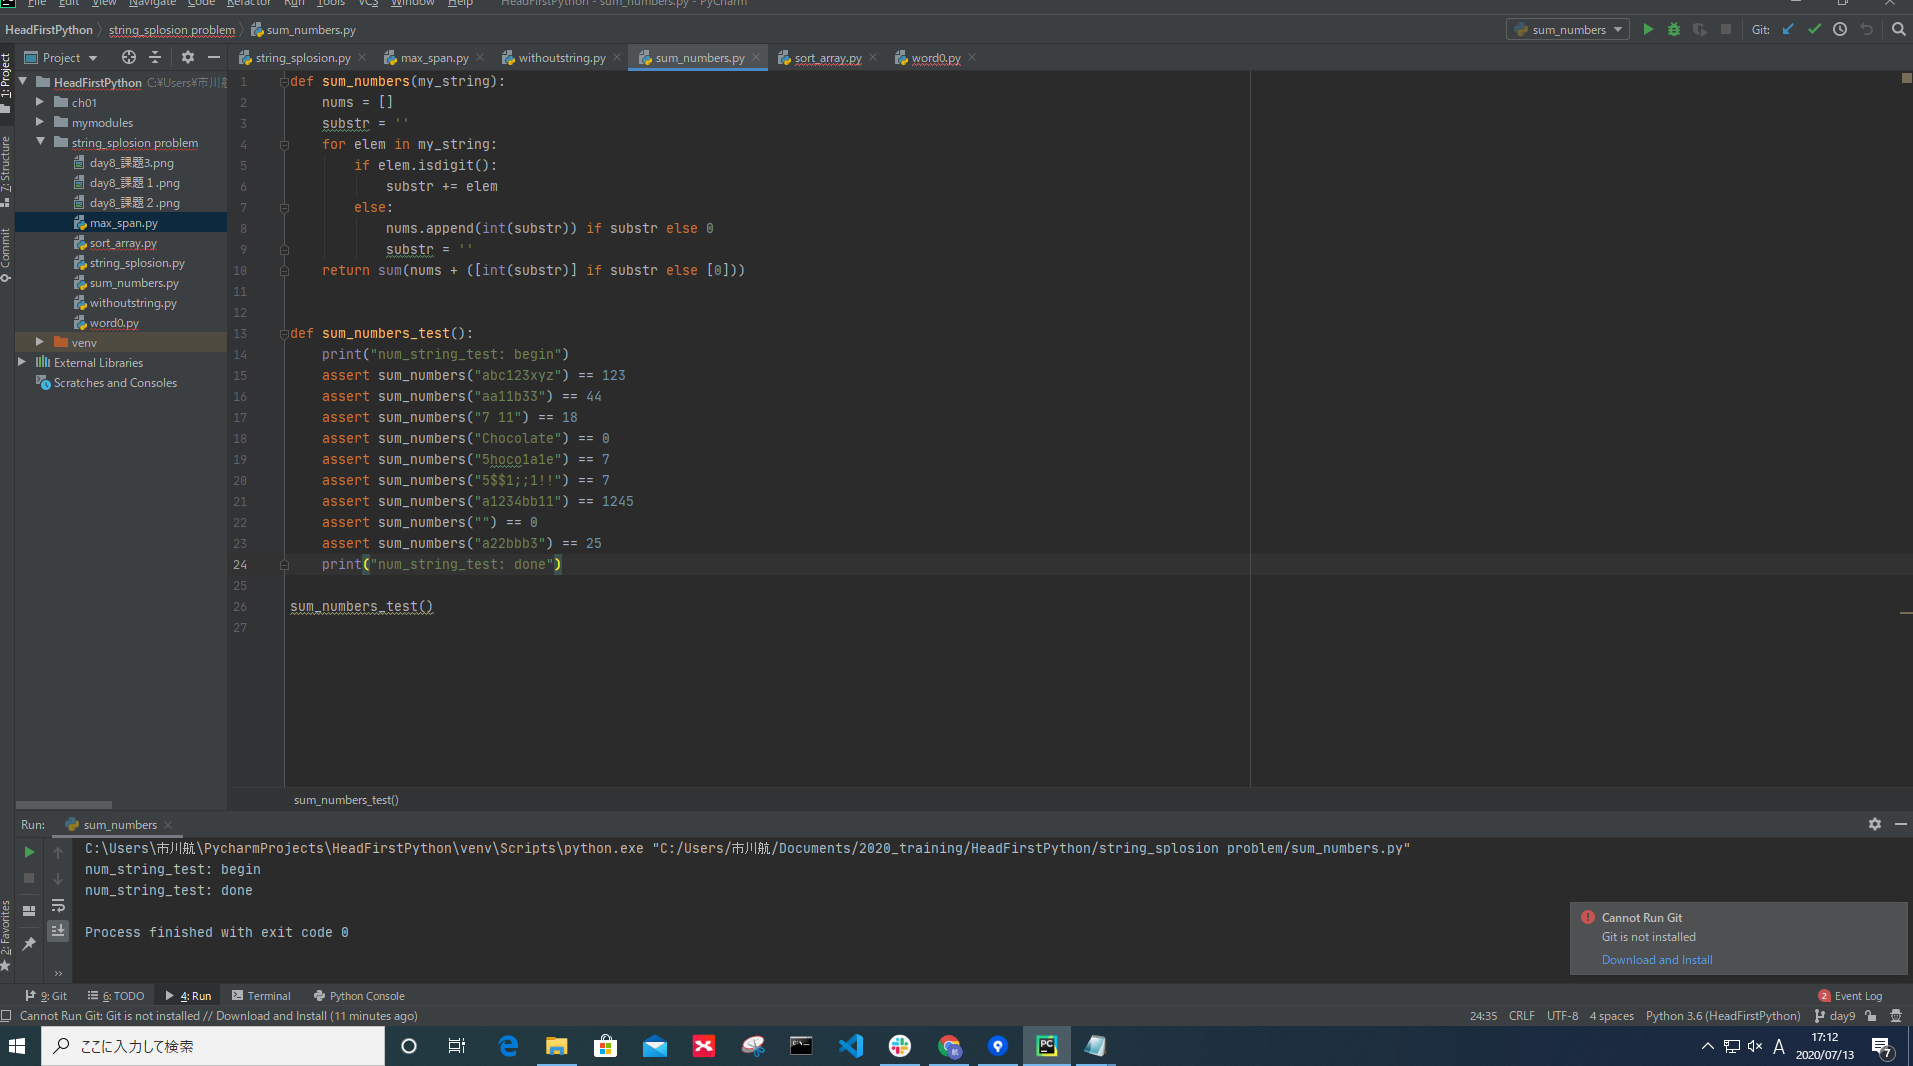 File Edit View Navigate Code Refactor Run Tools VCS Window Help HeadFirstPython - sum_numbers.py - PyCharm
HeadFirstPython string_splosion problem sum_numbers.py sum_numbers Git:
1: Project Project string_splosion.py max_span.py withoutstring.py sum_numbers.py sort_array.py word0.py
HeadFirstPython C:¥Users¥市川航
ch01
mymodules
string_splosion problem
day8_課題3.png
day8_課題１.png
day8_課題２.png
max_span.py
sort_array.py
string_splosion.py
sum_numbers.py
withoutstring.py
word0.py
venv
External Libraries
Scratches and Consoles
7: Structure
Commit
2: Favorites
1 def sum_numbers(my_string):
2 nums = []
3 substr = ''
4 for elem in my_string:
5 if elem.isdigit():
6 substr += elem
7 else:
8 nums.append(int(substr)) if substr else 0
9 substr = ''
10 return sum(nums + ([int(substr)] if substr else [0]))
11
12
13 def sum_numbers_test():
14 print("num_string_test: begin")
15 assert sum_numbers("abc123xyz") == 123
16 assert sum_numbers("aa11b33") == 44
17 assert sum_numbers("7 11") == 18
18 assert sum_numbers("Chocolate") == 0
19 assert sum_numbers("5hoco1a1e") == 7
20 assert sum_numbers("5$$1;;1!!") == 7
21 assert sum_numbers("a1234bb11") == 1245
22 assert sum_numbers("") == 0
23 assert sum_numbers("a22bbb3") == 25
24 print("num_string_test: done")
25
26 sum_numbers_test()
27
sum_numbers_test()
Run: sum_numbers
C:\Users\市川航\PycharmProjects\HeadFirstPython\venv\Scripts\python.exe "C:/Users/市川航/Documents/2020_training/HeadFirstPython/string_splosion problem/sum_numbers.py"
num_string_test: begin
num_string_test: done
Process finished with exit code 0
Cannot Run Git
Git is not installed
Download and Install
9: Git 6: TODO 4: Run Terminal Python Console 2 Event Log
Cannot Run Git: Git is not installed // Download and Install (11 minutes ago) 24:35 CRLF UTF-8 4 spaces Python 3.6 (HeadFirstPython) day9
ここに入力して検索 PC A 17:12
2020/07/13 7